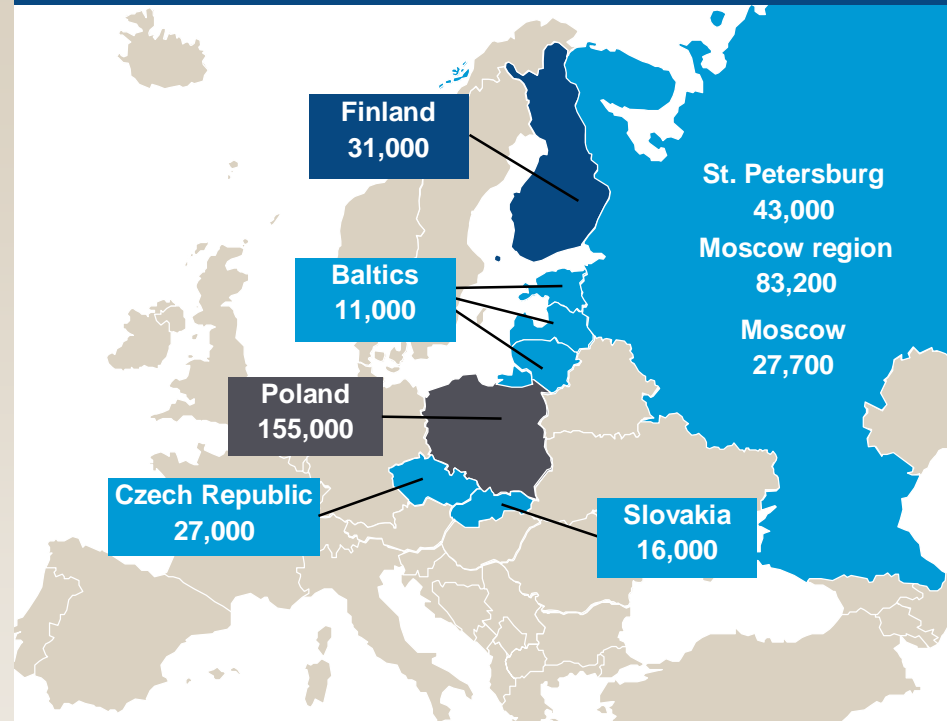 Finland
31,000
St. Petersburg
43,000
Moscow region
83,200
Moscow
27,700
Baltics
11,000
Poland
155,000
Czech Republic
27,000
Slovakia
16,000